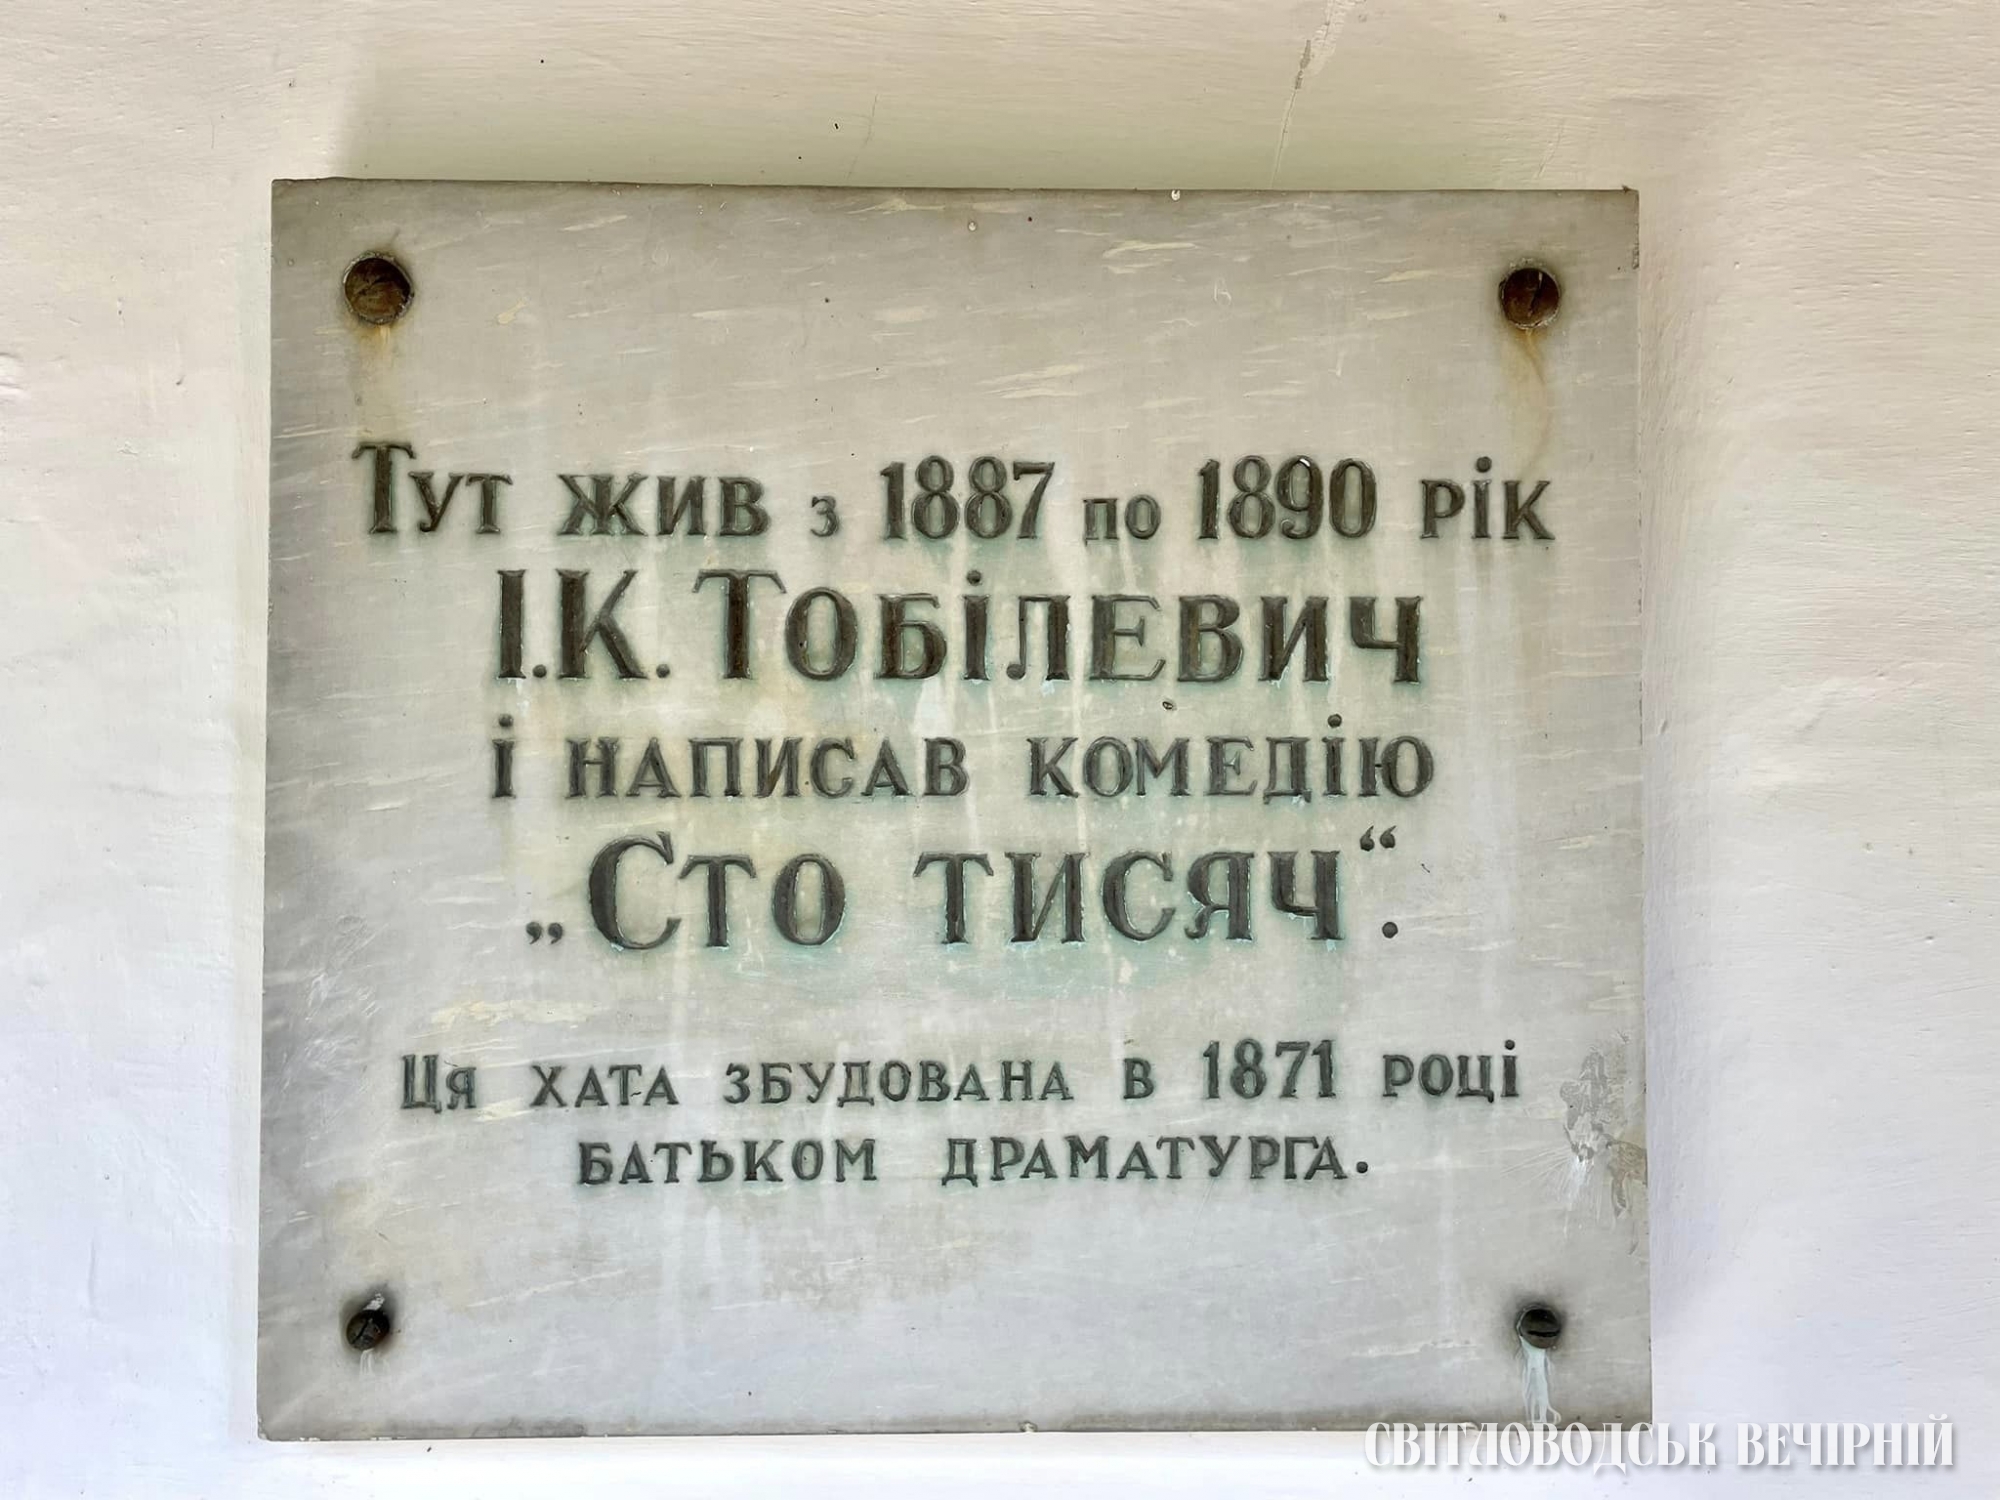 Тут жив з 1887 по 1890 рік
І.К. Тобілевич
і написав комедію
„Сто тисяч“.
Ця хата збудована в 1871 році
батьком драматурга.
СВІТЛОВОДСЬК ВЕЧІРНІЙ